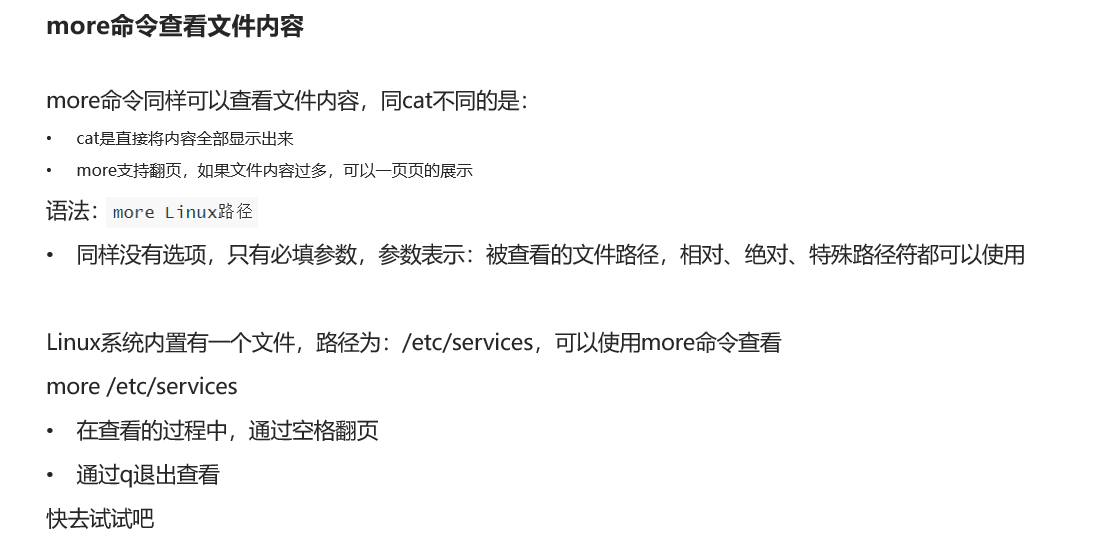 more命令查看文件内容
more命令同样可以查看文件内容，同cat不同的是：
• cat是直接将内容全部显示出来
• more支持翻页，如果文件内容过多，可以一页页的展示
语法：more Linux路径
• 同样没有选项，只有必填参数，参数表示：被查看的文件路径，相对、绝对、特殊路径符都可以使用
Linux系统内置有一个文件，路径为：/etc/services，可以使用more命令查看
more /etc/services
• 在查看的过程中，通过空格翻页
• 通过q退出查看
快去试试吧